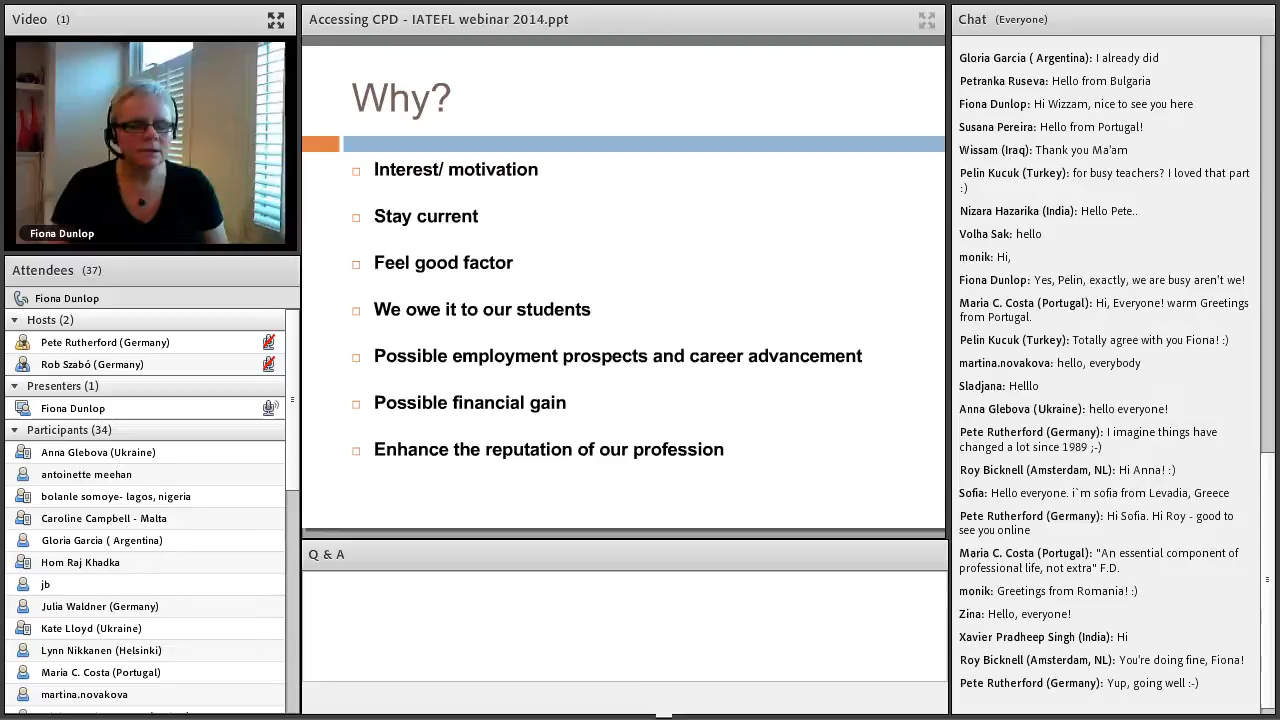 Video (1)
Fiona Dunlop
Attendees (37)
Fiona Dunlop
Hosts (2)
Pete Rutherford (Germany)
Rob Szabó (Germany)
Presenters (1)
Fiona Dunlop
Participants (34)
Anna Glebova (Ukraine)
antoinette meehan
bolanle somoye- lagos, nigeria
Caroline Campbell - Malta
Gloria Garcia ( Argentina)
Hom Raj Khadka
jb
Julia Waldner (Germany)
Kate Lloyd (Ukraine)
Lynn Nikkanen (Helsinki)
Maria C. Costa (Portugal)
martina.novakova
Accessing CPD - IATEFL webinar 2014.ppt
Why?
Interest/ motivation
Stay current
Feel good factor
We owe it to our students
Possible employment prospects and career advancement
Possible financial gain
Enhance the reputation of our profession
Q & A
Chat (Everyone)
Gloria Garcia ( Argentina): I already did
Petranka Ruseva: Hello from Bulgaria
Fiona Dunlop: Hi Wizzam, nice to see you here
Susana Pereira: Hello from Portugal!
Wissam (Iraq): Thank you Ma'am
Pelin Kucuk (Turkey): for busy teachers? I loved that part
:)
Nizara Hazarika (India): Hello Pete..
Volha Sak: hello
monik: Hi,
Fiona Dunlop: Yes, Pelin, exactly, we are busy aren't we!
Maria C. Costa (Portugal): Hi, Everyone! warm Greetings
from Portugal.
Pelin Kucuk (Turkey): Totally agree with you Fiona! :)
martina.novakova: hello, everybody
Sladjana: Helllo
Anna Glebova (Ukraine): hello everyone!
Pete Rutherford (Germany): I imagine things have
changed a lot since 1989 ;-)
Roy Bicknell (Amsterdam, NL): Hi Anna! :)
Sofia: Hello everyone. i`m sofia from Levadia, Greece
Pete Rutherford (Germany): Hi Sofia. Hi Roy - good to
see you online
Maria C. Costa (Portugal): "An essential component of
professional life, not extra" F.D.
monik: Greetings from Romania! :)
Zina: Hello, everyone!
Xavier Pradheep Singh (India): Hi
Roy Bicknell (Amsterdam, NL): You're doing fine, Fiona!
Pete Rutherford (Germany): Yup, going well :-)